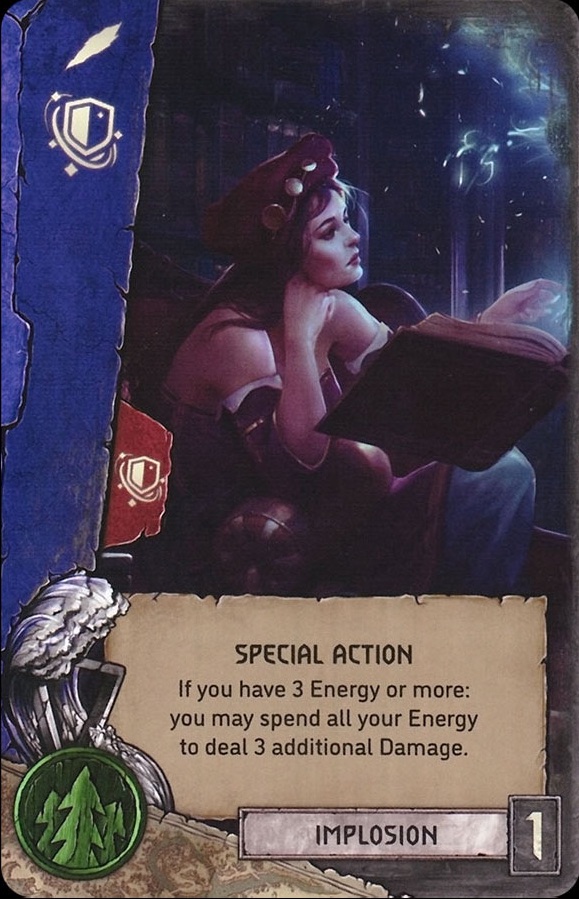 SPECIAL ACTION
If you have 3 Energy or more:
you may spend all your Energy
to deal 3 additional Damage.
IMPLOSION
1